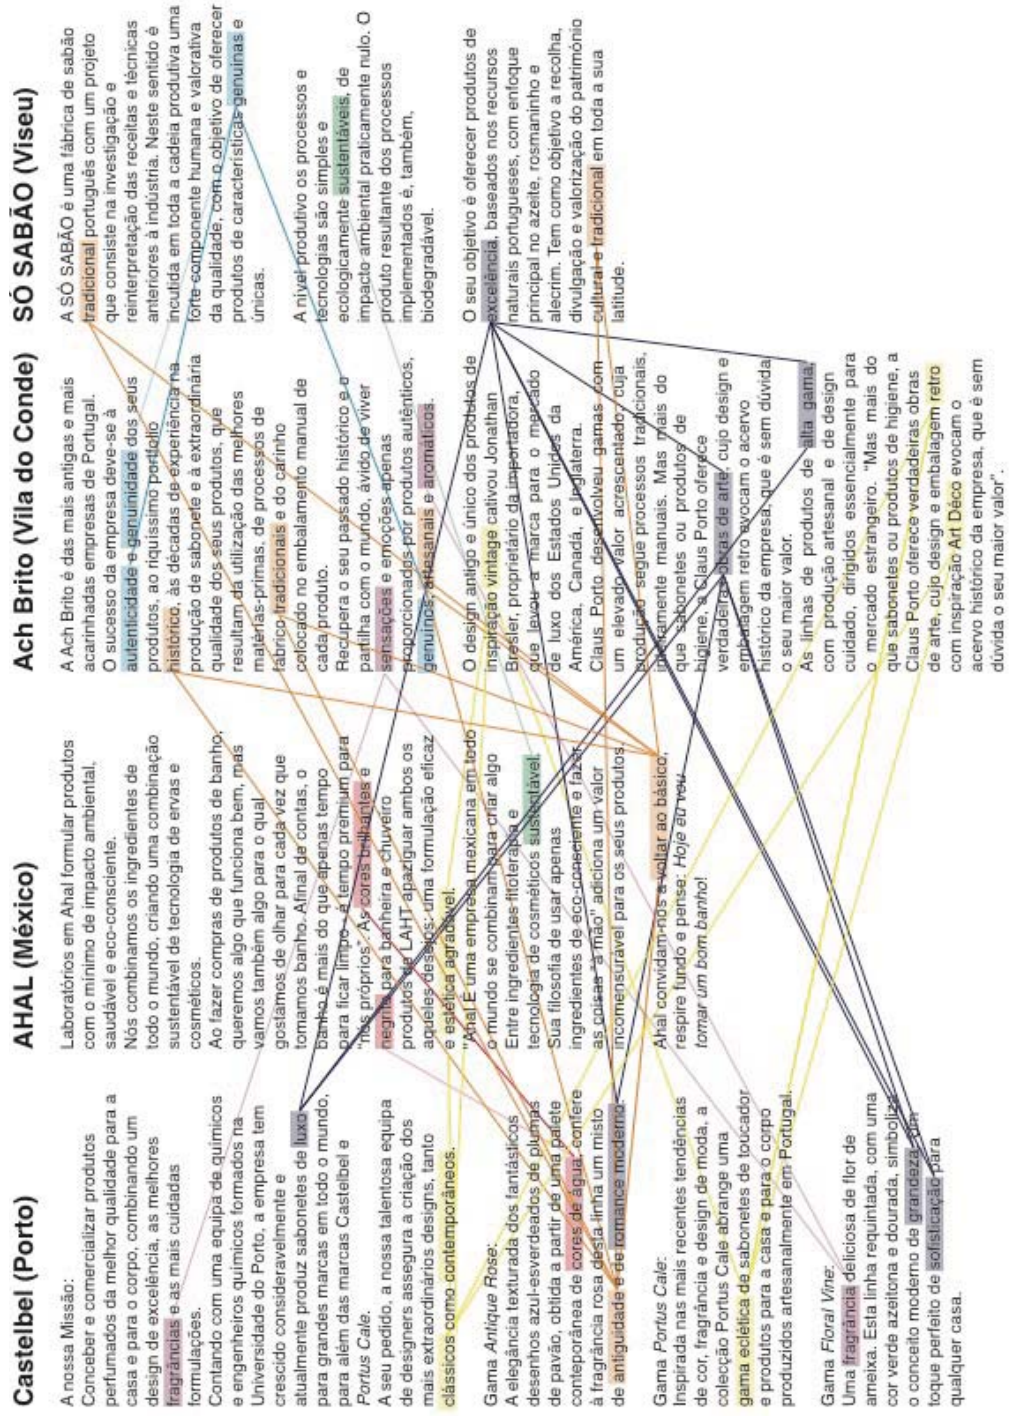 Castelbel (Porto)
A nossa Missão:
Conceber e comercializar produtos
perfumados da melhor qualidade para a
casa e para o corpo, combinando um
design de excelência, as melhores
fragrâncias e as mais cuidadas
formulações.
Contando com uma equipa de químicos
e engenheiros químicos formados na
Universidade do Porto, a empresa tem
crescido consideravelmente e
atualmente produz sabonetes de luxo
para grandes marcas em todo o mundo,
para além das marcas Castelbel e
Portus Cale.
A seu pedido, a nossa talentosa equipa
de designers assegura a criação dos
mais extraordinários designs, tanto
clássicos como contemporâneos.
Gama Antique Rose:
A elegância texturada dos fantásticos
desenhos azul-esverdeados de plumas
de pavão, obtida a partir de uma palete
conteporânea de cores de água, confere
à fragrância rosa desta linha um misto
de antiguidade e de romance moderno
Gama Portus Cale:
Inspirada nas mais recentes tendências
de cor, fragrância e design de moda, a
colecção Portus Cale abrange uma
gama eclética de sabonetes de toucador
e produtos para a casa e para o corpo
produzidos artesanalmente em Portugal.
Gama Floral Vine:
Uma fragrância deliciosa de flor de
ameixa. Esta linha requintada, com uma
cor verde azeitona e dourada, simboliza
o conceito moderno de grandeza, um
toque perfeito de sofisticação para
qualquer casa.
AHAL (México)
Laboratórios em Ahal formular produtos
com o mínimo de impacto ambiental,
saudável e eco-consciente.
Nós combinamos os ingredientes de
todo o mundo, criando uma combinação
sustentável de tecnologia de ervas e
cosméticos.
Ao fazer compras de produtos de banho,
queremos algo que funciona bem, mas
vamos também algo para o qual
gostamos de olhar para cada vez que
tomamos banho. Afinal de contas, o
banho é mais do que apenas tempo
para ficar limpo - é tempo premium para
"nós próprios". As cores brilhantes e
negrito para banheira e chuveiro
produtos de LAHT apaziguar ambos os
aqueles desejos: uma formulação eficaz
e estética agradável.
"Ahal É uma empresa mexicana em todo
o mundo se combinam para criar algo
Entre ingredientes fitoterapia e
tecnologia de cosméticos sustentável.
Sua filosofia de usar apenas
ingredientes de eco-consciente e fazer
as coisas "à mão" adiciona um valor
incomensurável para os seus produtos.
Ahal convidam-nos a voltar ao básico,
respire fundo e pense: Hoje eu vou
tomar um bom banho!
Ach Brito (Vila do Conde)
A Ach Brito é das mais antigas e mais
acarinhadas empresas de Portugal.
O sucesso da empresa deve-se à
autenticidade e genuinidade dos seus
produtos, ao riquíssimo portfólio
histórico, às décadas de experiência na
produção de sabonete e à extraordinária
qualidade dos seus produtos, que
resultam da utilização das melhores
matérias-primas, de processos de
fabrico tradicionais e do carinho
colocado no embalamento manual de
cada produto.
Recupera o seu passado histórico e o
partilha com o mundo, ávido de viver
sensações e emoções apenas
proporcionados por produtos autênticos,
genuínos, artesanais e aromáticos.
O design antigo e único dos produtos de
inspiração vintage cativou Jonathan
Bresler, proprietário da importadora,
que levou a marca para o mercado
de luxo dos Estados Unidos da
América, Canadá, e Inglaterra.
Claus Porto desenvolveu gamas com
um elevado valor acrescentado, cuja
produção segue processos tradicionais,
inteiramente manuais. Mas mais do
que sabonetes ou produtos de
higiene, a Claus Porto oferece
verdadeiras obras de arte, cujo design e
embalagem retro evocam o acervo
histórico da empresa, que é sem dúvida,
o seu maior valor.
As linhas de produtos de alta gama,
com produção artesanal e de design
cuidado, dirigidos essencialmente para
o mercado estrangeiro. "Mas mais do
que sabonetes ou produtos de higiene, a
Claus Porto oferece verdadeiras obras
de arte, cujo design e embalagem retro
com inspiração Art Déco evocam o
acervo histórico da empresa, que é sem
dúvida o seu maior valor".
SÓ SABÃO (Viseu)
A SÓ SABÃO é uma fábrica de sabão
tradicional português com um projeto
que consiste na investigação e
reinterpretação das receitas e técnicas
anteriores à indústria. Neste sentido é
incutida em toda a cadeia produtiva uma
forte componente humana e valorativa
da qualidade, com o objetivo de oferecer
produtos de características genuínas e
únicas.
A nível produtivo os processos e
tecnologias são simples e
ecologicamente sustentáveis, de
impacto ambiental praticamente nulo. O
produto resultante dos processos
implementados é, também,
biodegradável.
O seu objetivo é oferecer produtos de
excelência, baseados nos recursos
naturais portugueses, com enfoque
principal no azeite, rosmaninho e
alecrim. Tem como objetivo a recolha,
divulgação e valorização do património
cultural e tradicional em toda a sua
latitude.